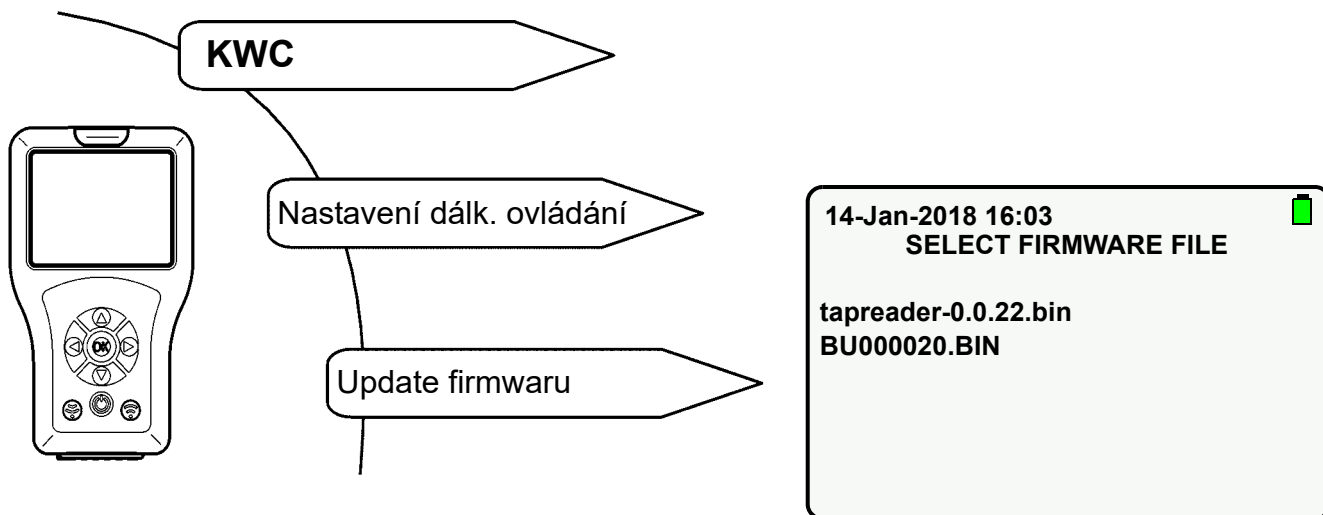 KWC
Nastavení dálk. ovládání
Update firmwaru
14-Jan-2018 16:03
SELECT FIRMWARE FILE
tapreader-0.0.22.bin
BU000020.BIN
OK